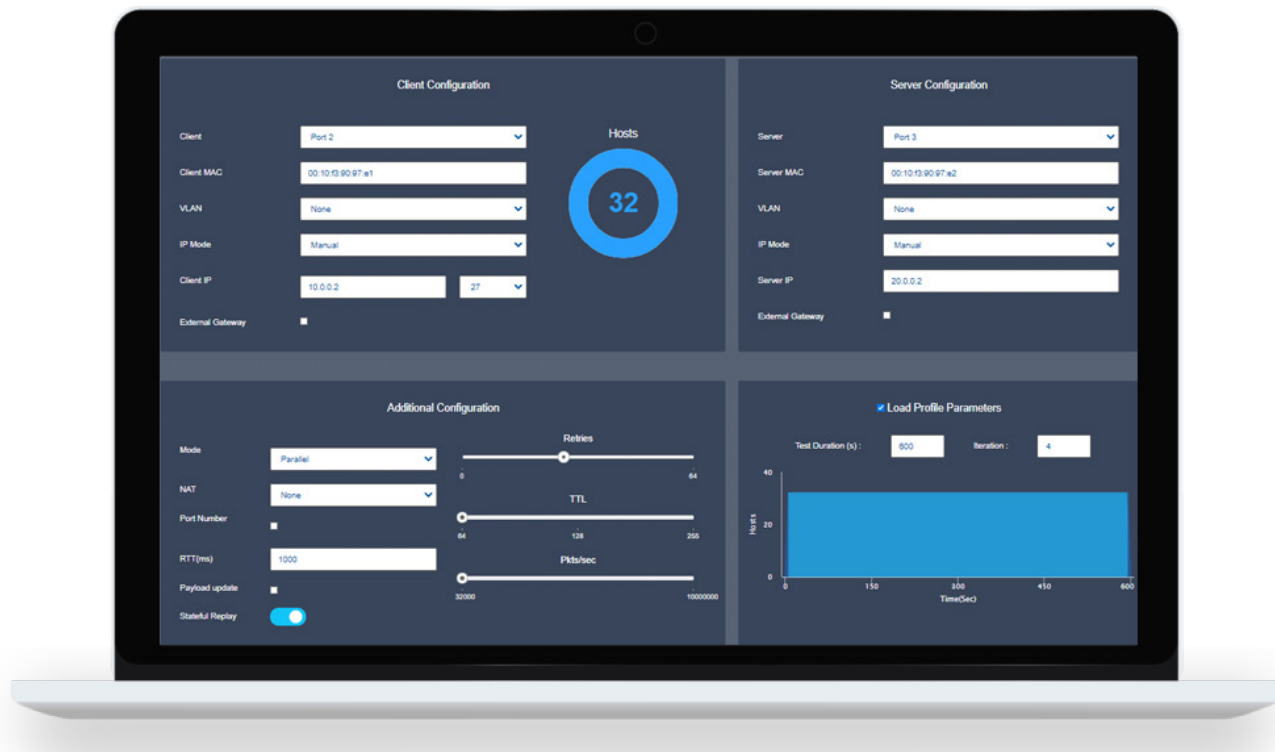 Client Configuration
Client
Port 2
Client MAC
00:10:f3:90:97:e1
VLAN
None
IP Mode
Manual
Client IP
10.0.0.2
27
External Gateway
Hosts
32
Server Configuration
Server
Port 3
Server MAC
00:10:f3:90:97:e2
VLAN
None
IP Mode
Manual
Server IP
20.0.0.2
External Gateway
Additional Configuration
Mode
Parallel
NAT
None
Port Number
RTT(ms)
1000
Payload update
Stateful Replay
Retries
0 64
TTL
64 128 255
Pkts/sec
32000 10000000
Load Profile Parameters
Test Duration (s) : 600 Iteration : 4
Hosts
40
20
0
0 150 300 450 600
Time(Sec)